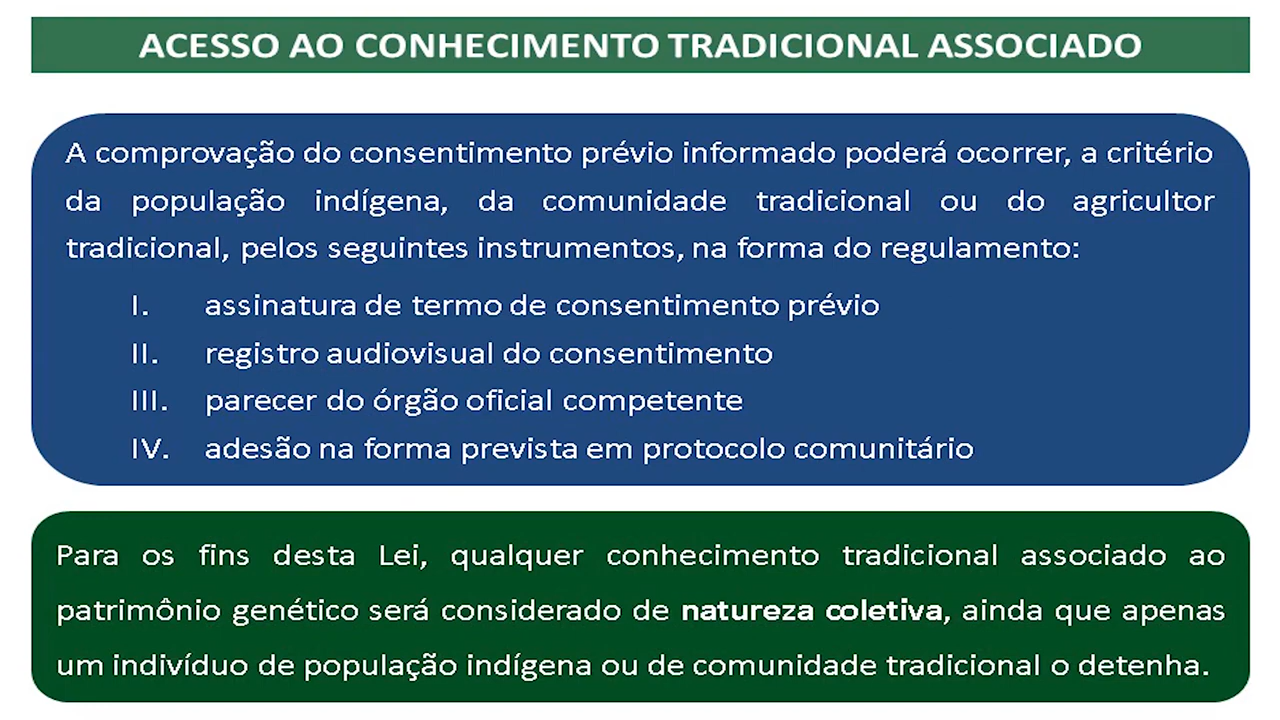 ACESSO AO CONHECIMENTO TRADICIONAL ASSOCIADO
A comprovação do consentimento prévio informado poderá ocorrer, a critério
da população indígena, da comunidade tradicional ou do agricultor
tradicional, pelos seguintes instrumentos, na forma do regulamento:
I. assinatura de termo de consentimento prévio
II. registro audiovisual do consentimento
III. parecer do órgão oficial competente
IV. adesão na forma prevista em protocolo comunitário
Para os fins desta Lei, qualquer conhecimento tradicional associado ao
patrimônio genético será considerado de natureza coletiva, ainda que apenas
um indivíduo de população indígena ou de comunidade tradicional o detenha.